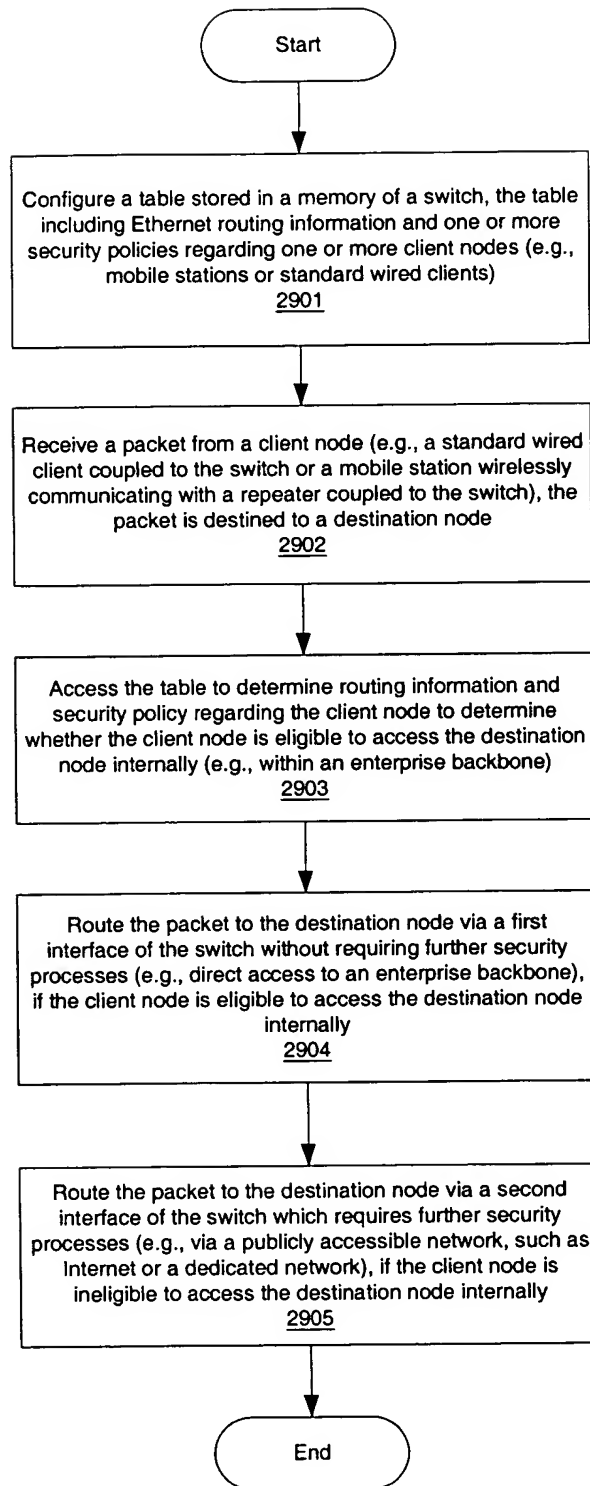 Start
Configure a table stored in a memory of a switch, the table
including Ethernet routing information and one or more
security policies regarding one or more client nodes (e.g.,
mobile stations or standard wired clients)
2901
Receive a packet from a client node (e.g., a standard wired
client coupled to the switch or a mobile station wirelessly
communicating with a repeater coupled to the switch), the
packet is destined to a destination node
2902
Access the table to determine routing information and
security policy regarding the client node to determine
whether the client node is eligible to access the destination
node internally (e.g., within an enterprise backbone)
2903
Route the packet to the destination node via a first
interface of the switch without requiring further security
processes (e.g., direct access to an enterprise backbone),
if the client node is eligible to access the destination node
internally
2904
Route the packet to the destination node via a second
interface of the switch which requires further security
processes (e.g., via a publicly accessible network, such as
Internet or a dedicated network), if the client node is
ineligible to access the destination node internally
2905
End